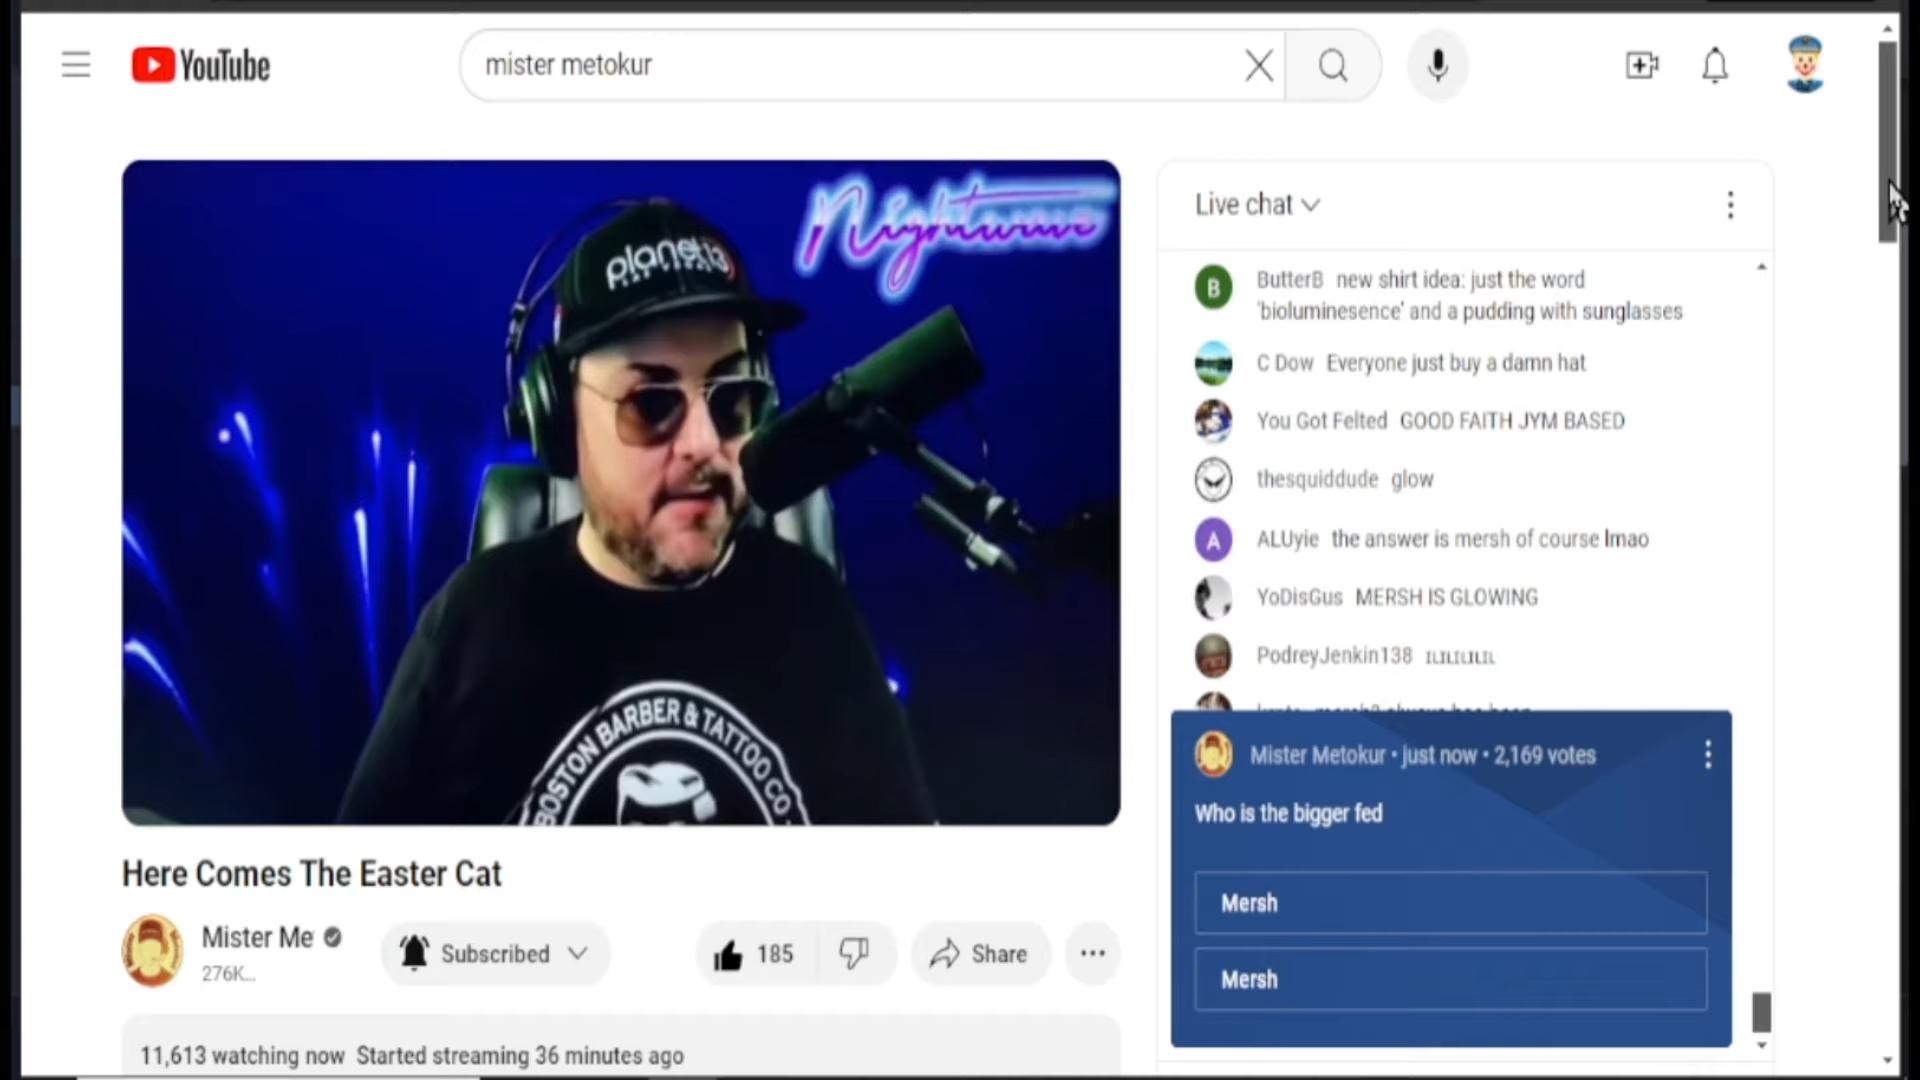 YouTube
mister metokur
Nightwave
planet13
BOSTON BARBER & TATTOO CO.
Live chat
B ButterB new shirt idea: just the word
'bioluminesence' and a pudding with sunglasses
C Dow Everyone just buy a damn hat
You Got Felted GOOD FAITH JYM BASED
thesquiddude glow
A ALUyie the answer is mersh of course lmao
YoDisGus MERSH IS GLOWING
PodreyJenkin138
Mister Metokur • just now • 2,169 votes
Who is the bigger fed
Mersh
Mersh
Here Comes The Easter Cat
Mister Me
276K...
Subscribed
185
Share
11,613 watching now Started streaming 36 minutes ago